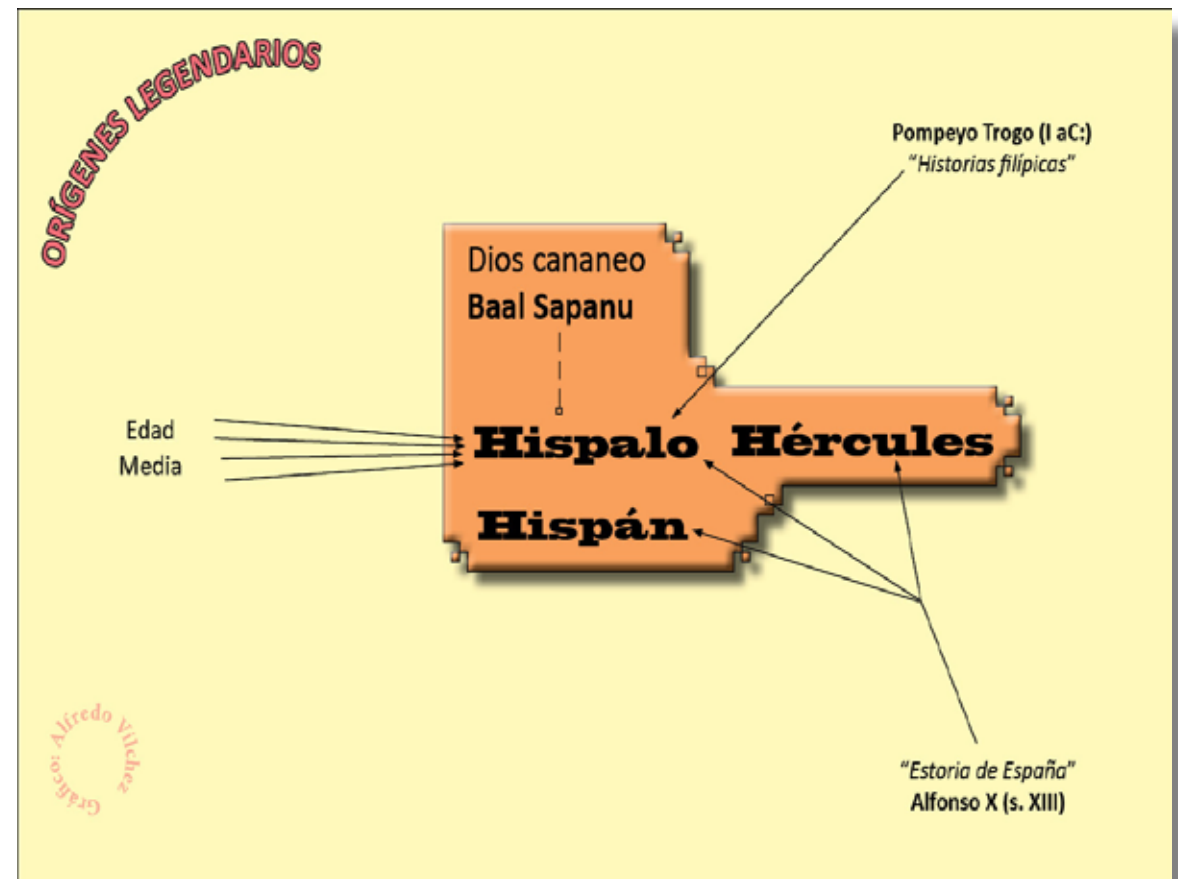 ORÍGENES LEGENDARIOS
Pompeyo Trogo (I aC:)
“Historias filípicas”
Dios cananeo
Baal Sapanu
Edad
Media
Hispalo
Hércules
Hispán
“Estoria de España”
Alfonso X (s. XIII)
Gráfico: Alfredo Vílchez